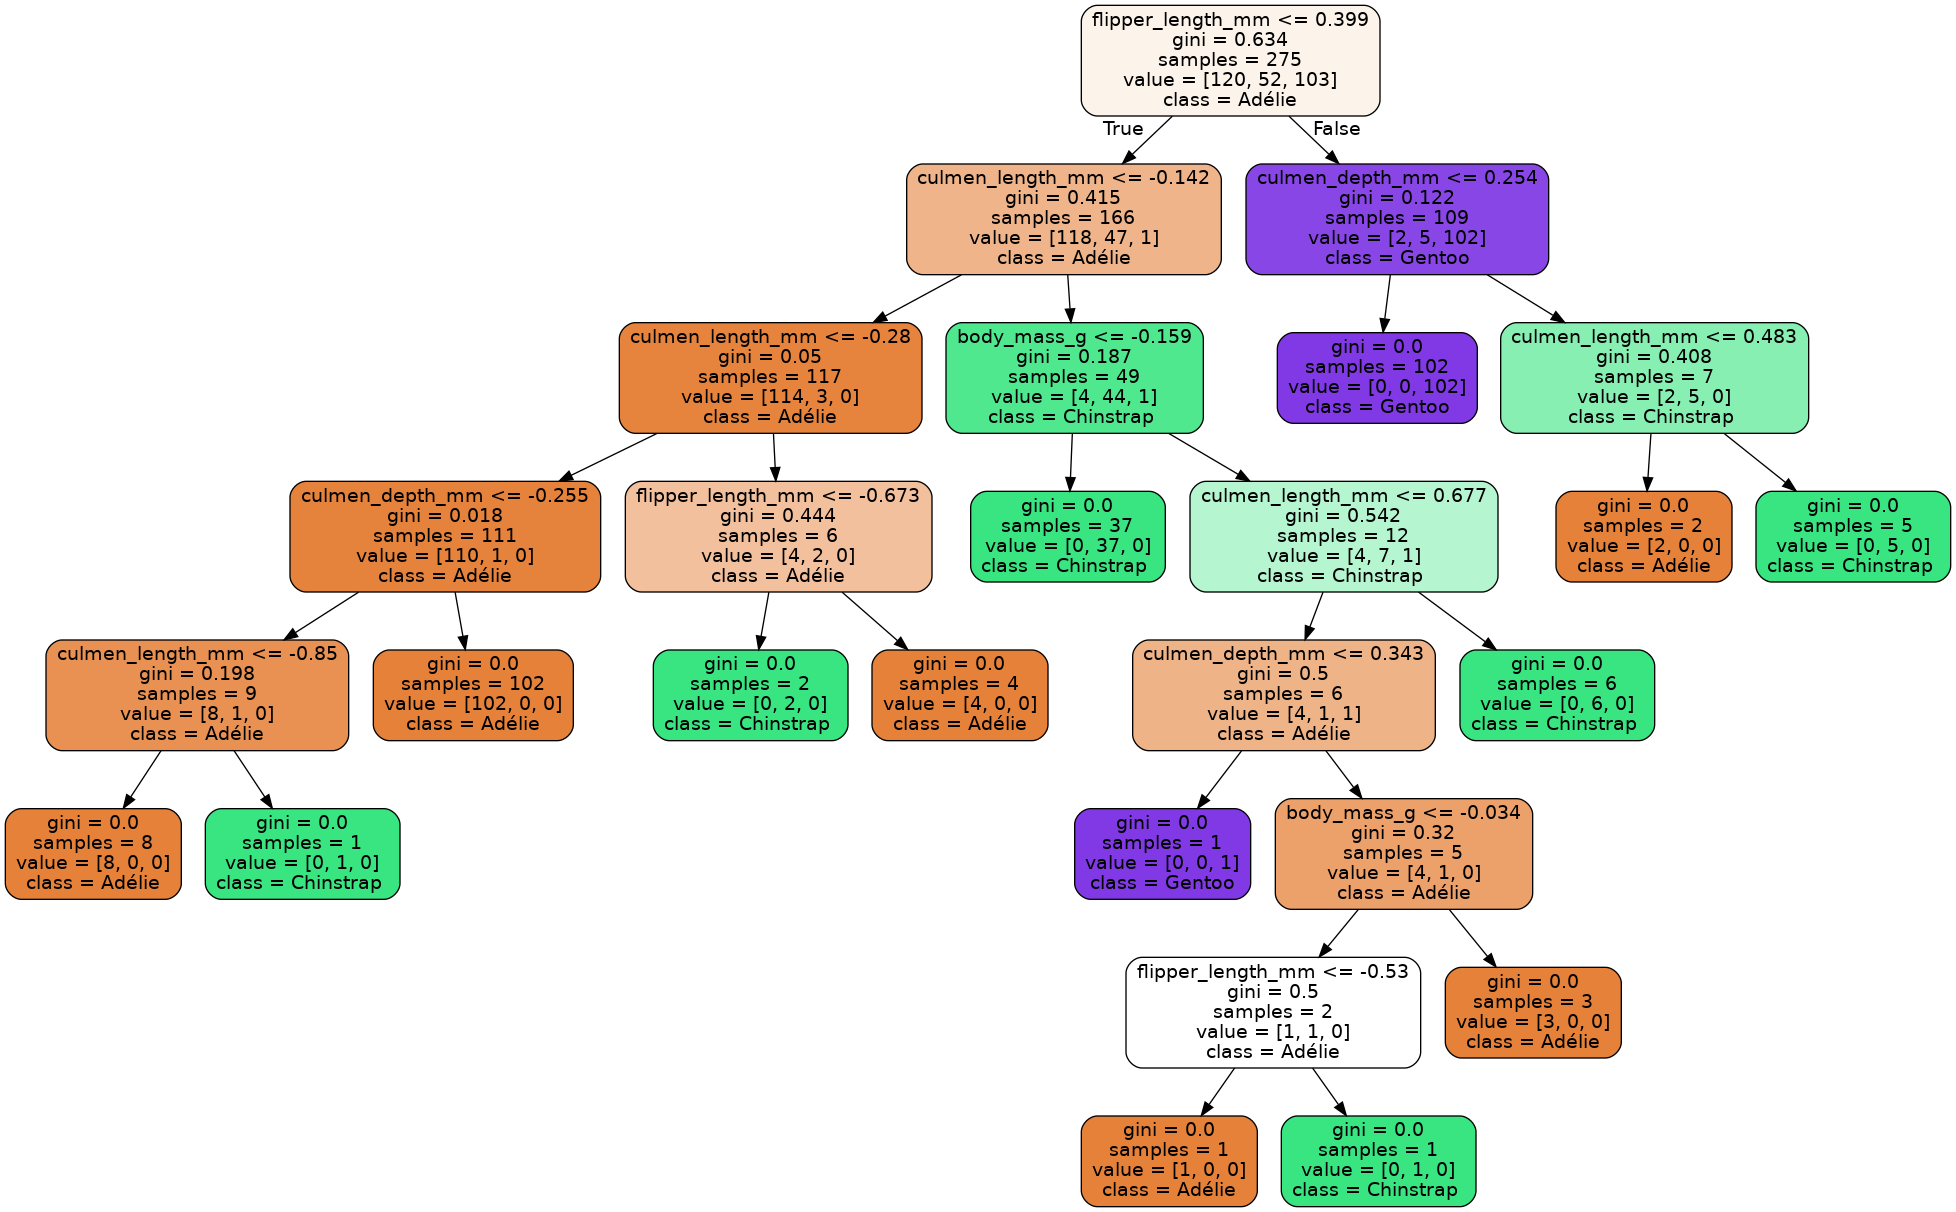 flipper_length_mm <= 0.399
gini = 0.634
samples = 275
value = [120, 52, 103]
class = Adélie
True
False
culmen_length_mm <= -0.142
gini = 0.415
samples = 166
value = [118, 47, 1]
class = Adélie
culmen_depth_mm <= 0.254
gini = 0.122
samples = 109
value = [2, 5, 102]
class = Gentoo
culmen_length_mm <= -0.28
gini = 0.05
samples = 117
value = [114, 3, 0]
class = Adélie
body_mass_g <= -0.159
gini = 0.187
samples = 49
value = [4, 44, 1]
class = Chinstrap
gini = 0.0
samples = 102
value = [0, 0, 102]
class = Gentoo
culmen_length_mm <= 0.483
gini = 0.408
samples = 7
value = [2, 5, 0]
class = Chinstrap
culmen_depth_mm <= -0.255
gini = 0.018
samples = 111
value = [110, 1, 0]
class = Adélie
flipper_length_mm <= -0.673
gini = 0.444
samples = 6
value = [4, 2, 0]
class = Adélie
gini = 0.0
samples = 37
value = [0, 37, 0]
class = Chinstrap
culmen_length_mm <= 0.677
gini = 0.542
samples = 12
value = [4, 7, 1]
class = Chinstrap
gini = 0.0
samples = 2
value = [2, 0, 0]
class = Adélie
gini = 0.0
samples = 5
value = [0, 5, 0]
class = Chinstrap
culmen_length_mm <= -0.85
gini = 0.198
samples = 9
value = [8, 1, 0]
class = Adélie
gini = 0.0
samples = 102
value = [102, 0, 0]
class = Adélie
gini = 0.0
samples = 2
value = [0, 2, 0]
class = Chinstrap
gini = 0.0
samples = 4
value = [4, 0, 0]
class = Adélie
culmen_depth_mm <= 0.343
gini = 0.5
samples = 6
value = [4, 1, 1]
class = Adélie
gini = 0.0
samples = 6
value = [0, 6, 0]
class = Chinstrap
gini = 0.0
samples = 8
value = [8, 0, 0]
class = Adélie
gini = 0.0
samples = 1
value = [0, 1, 0]
class = Chinstrap
gini = 0.0
samples = 1
value = [0, 0, 1]
class = Gentoo
body_mass_g <= -0.034
gini = 0.32
samples = 5
value = [4, 1, 0]
class = Adélie
flipper_length_mm <= -0.53
gini = 0.5
samples = 2
value = [1, 1, 0]
class = Adélie
gini = 0.0
samples = 3
value = [3, 0, 0]
class = Adélie
gini = 0.0
samples = 1
value = [1, 0, 0]
class = Adélie
gini = 0.0
samples = 1
value = [0, 1, 0]
class = Chinstrap